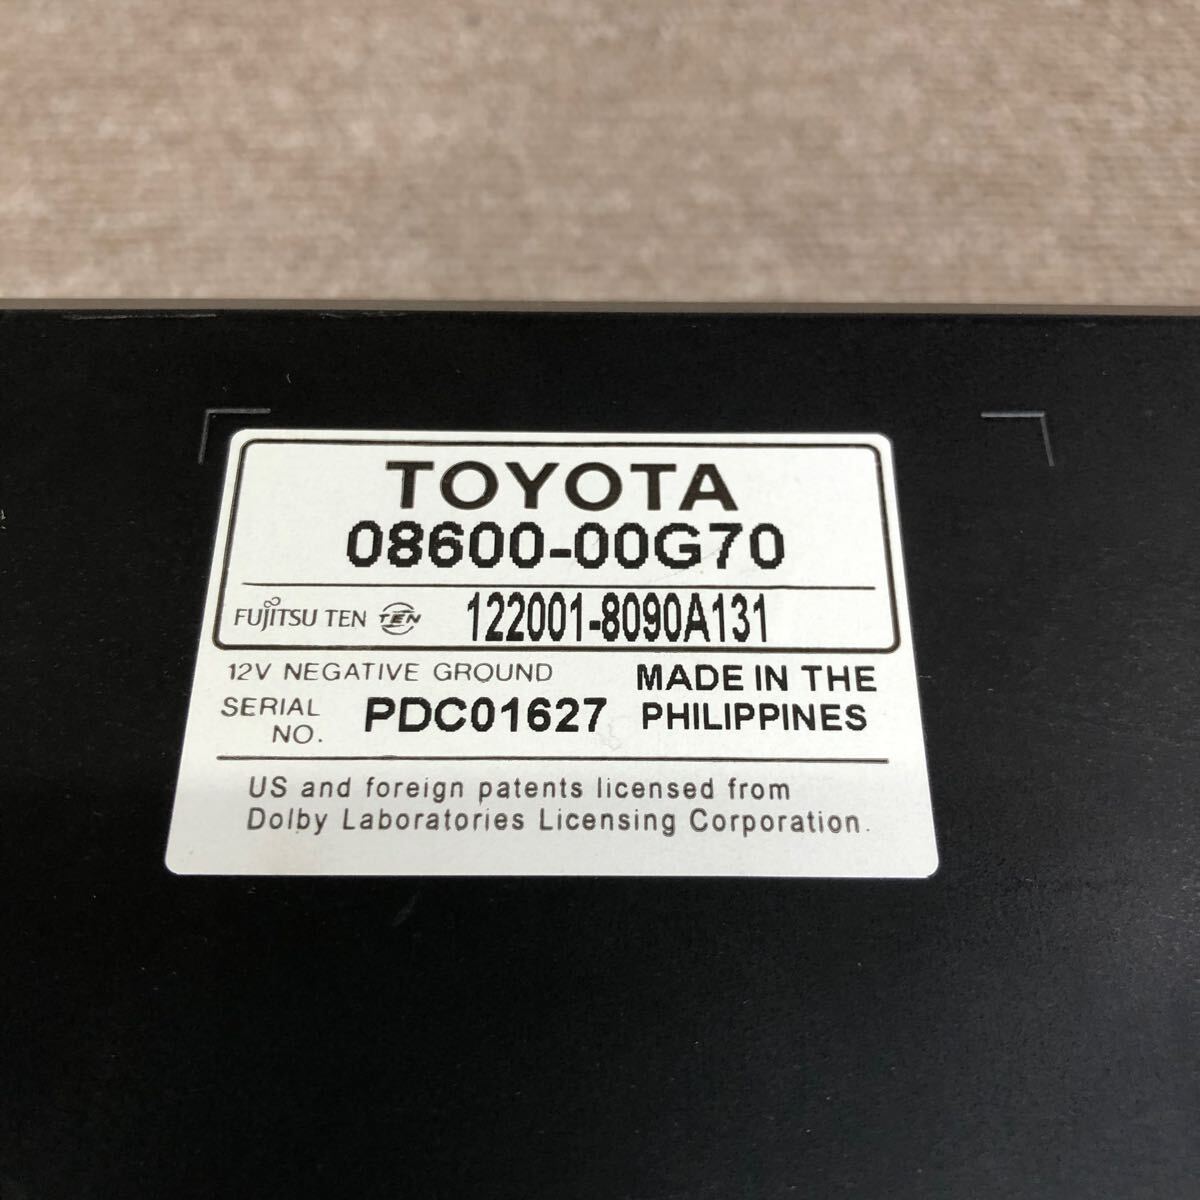 TOYOTA
08600-00G70
FUJITSU TEN TEN 122001-8090A131
12V NEGATIVE GROUND
MADE IN THE
PHILIPPINES
SERIAL
NO. PDC01627
US and foreign patents licensed from
Dolby Laboratories Licensing Corporation.